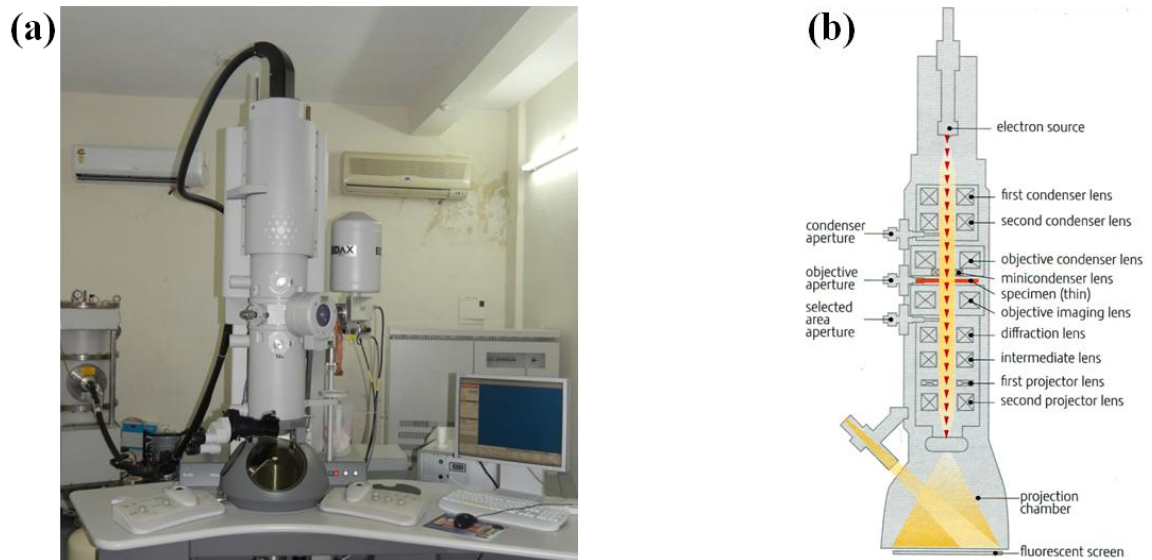 (a)
EDAX
(b)
electron source
first condenser lens
second condenser lens
condenser
aperture
objective condenser lens
objective
aperture
minicondenser lens
specimen (thin)
selected
area
aperture
objective imaging lens
diffraction lens
intermediate lens
first projector lens
second projector lens
projection
chamber
fluorescent screen